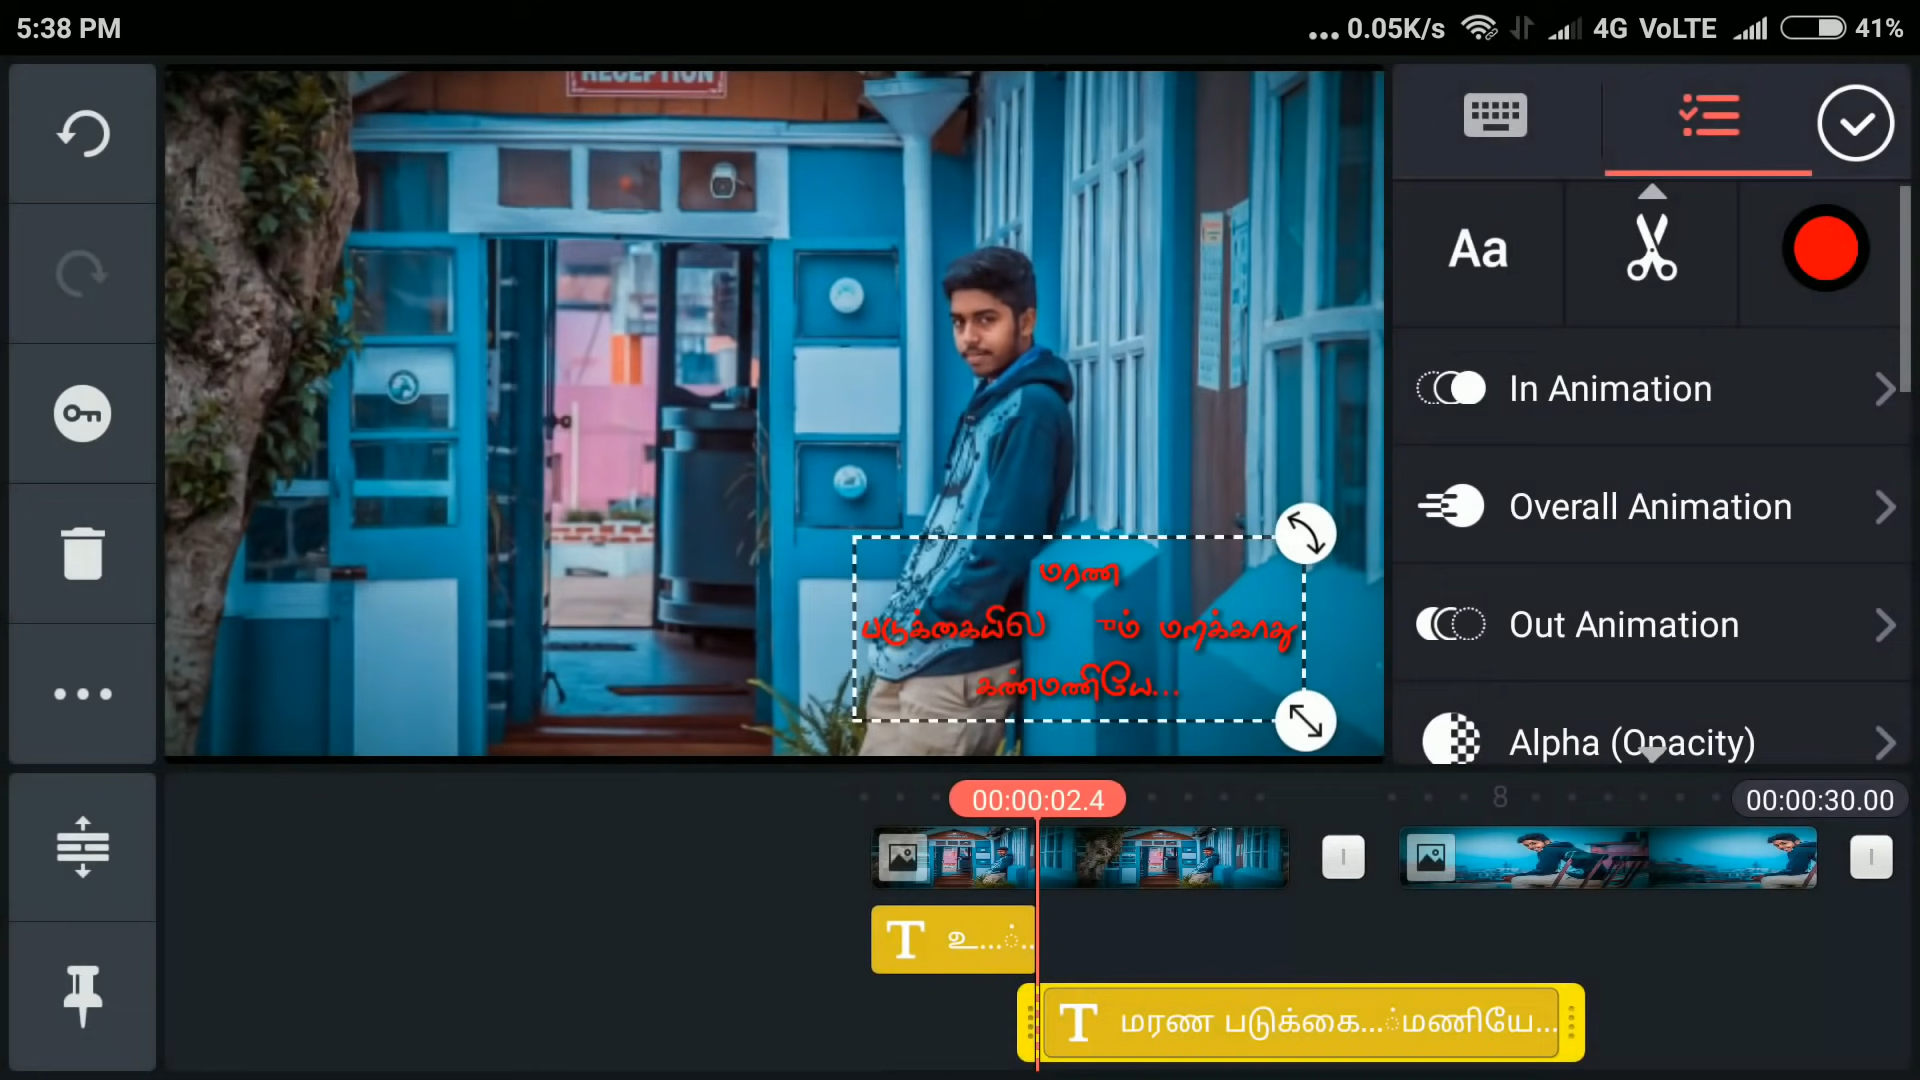 5:38 PM
... 0.05K/s 4G VoLTE 41%
RECEPTION
Aa
In Animation
Overall Animation
Out Animation
Alpha (Opacity)
மரண
படுக்கையில ும் மறக்காது
கண்மணியே...
00:00:02.4
8
00:00:30.00
T உ...்..
T மரண படுக்கை...்மணியே...